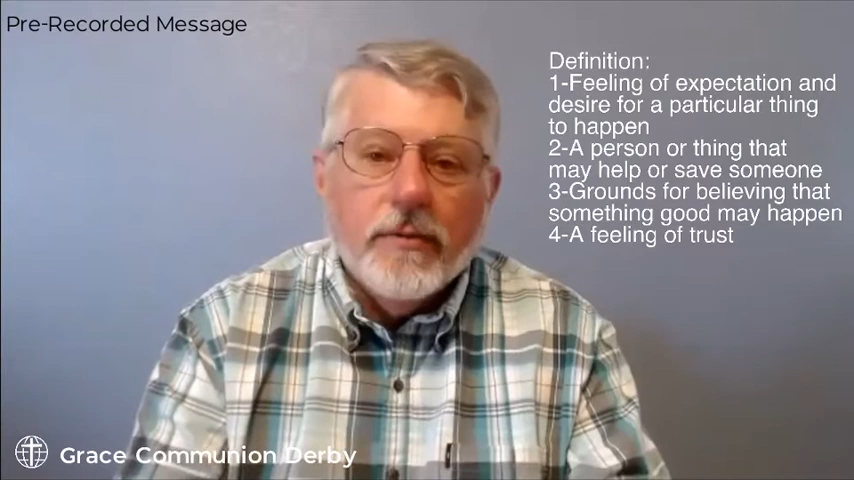 Pre-Recorded Message
Definition:
1-Feeling of expectation and
desire for a particular thing
to happen
2-A person or thing that
may help or save someone
3-Grounds for believing that
something good may happen
4-A feeling of trust
Grace Communion Derby